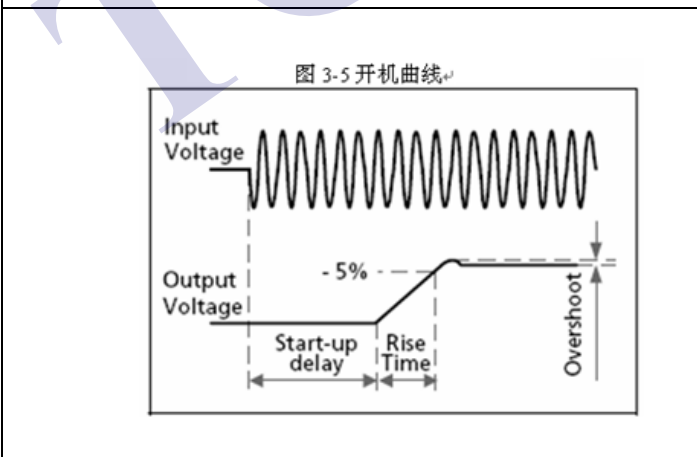 图 3-5 开机曲线↵
Input
Voltage
- 5%
Output
Voltage
Start-up
delay
Rise
Time
Overshoot